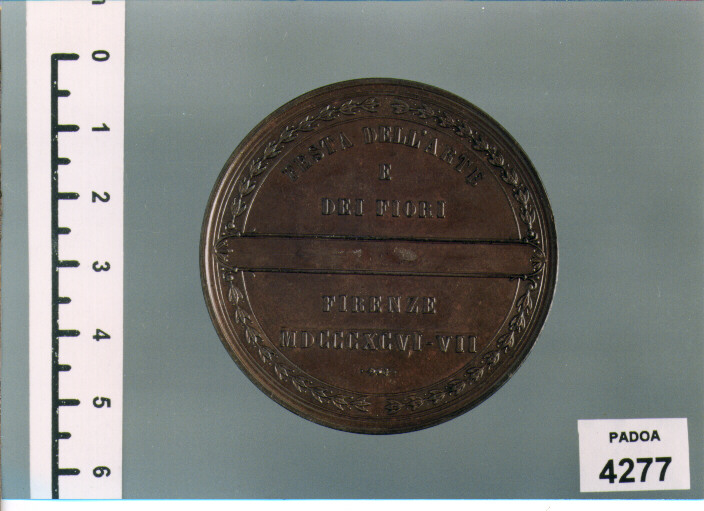 FESTA DELL'ARTE
E
DEI FIORI
FIRENZE
MDCCCXCVI-VII
0
1
2
3
4
5
6
PADOA
4277